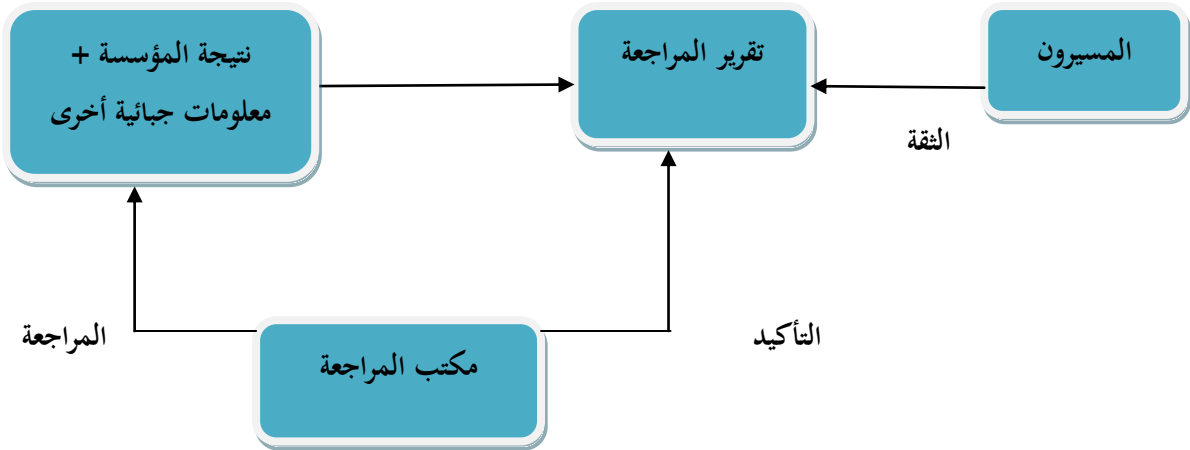 المسيرون
تقرير المراجعة
نتيجة المؤسسة +
معلومات جبائية أخرى
الثقة
التأكيد
المراجعة
مكتب المراجعة